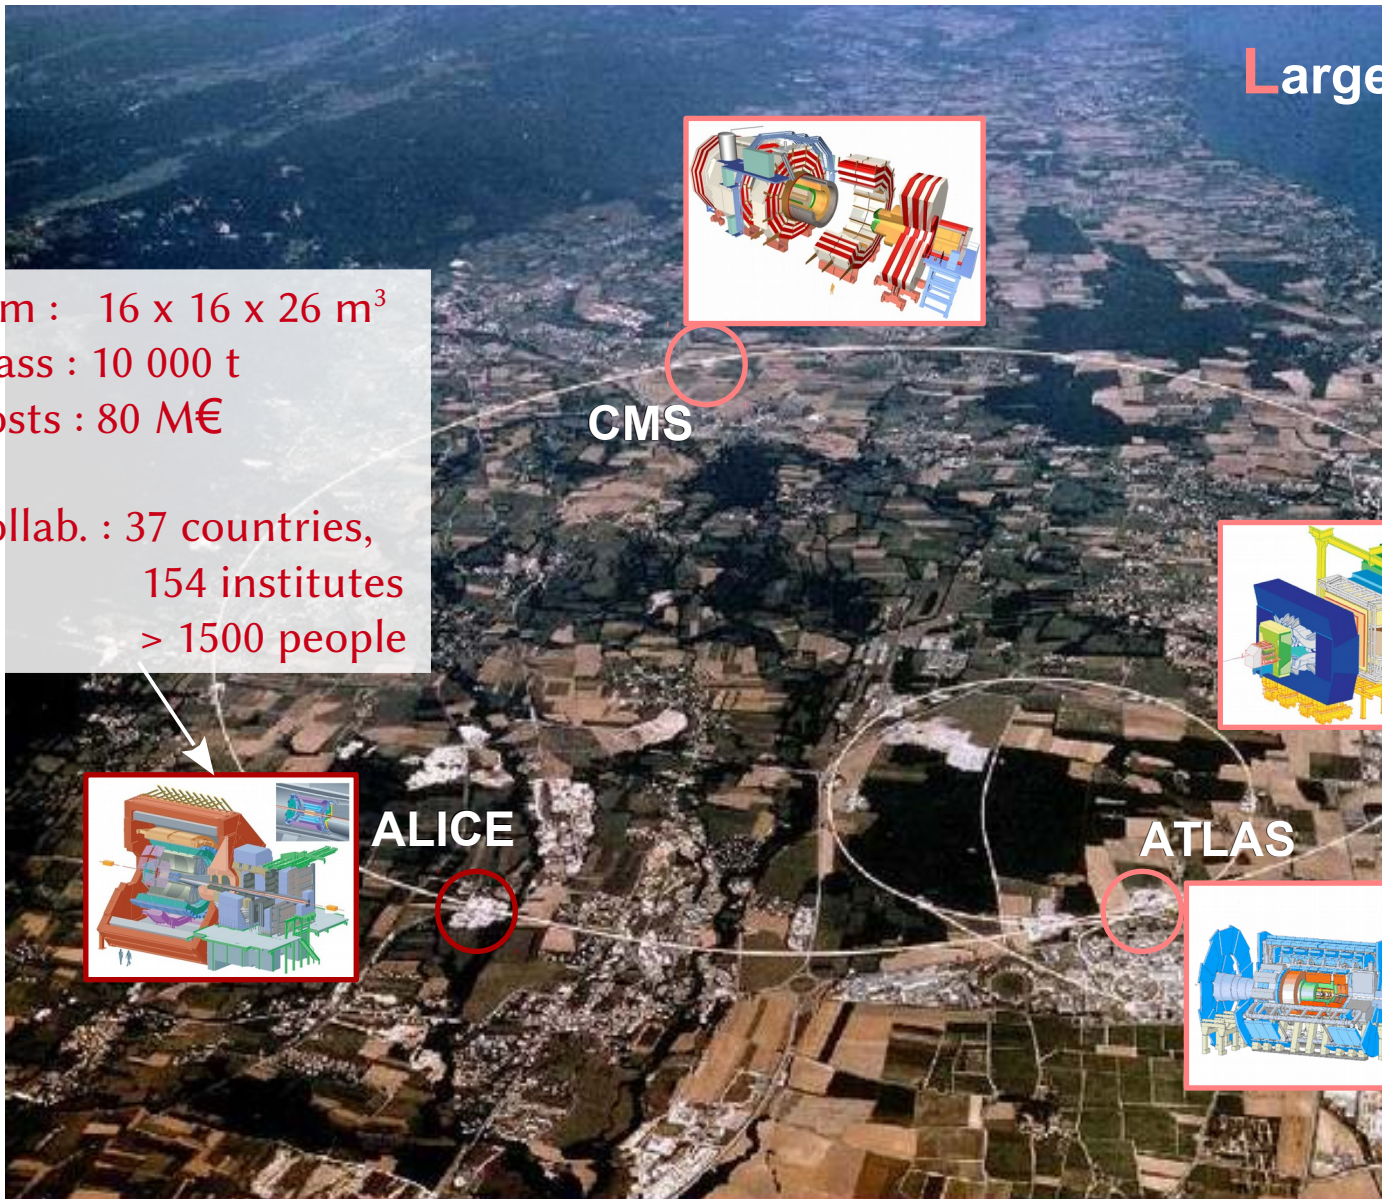 Large
m : 16 x 16 x 26 m³
ass : 10 000 t
osts : 80 M€
ollab. : 37 countries,
154 institutes
> 1500 people
CMS
ALICE
ATLAS